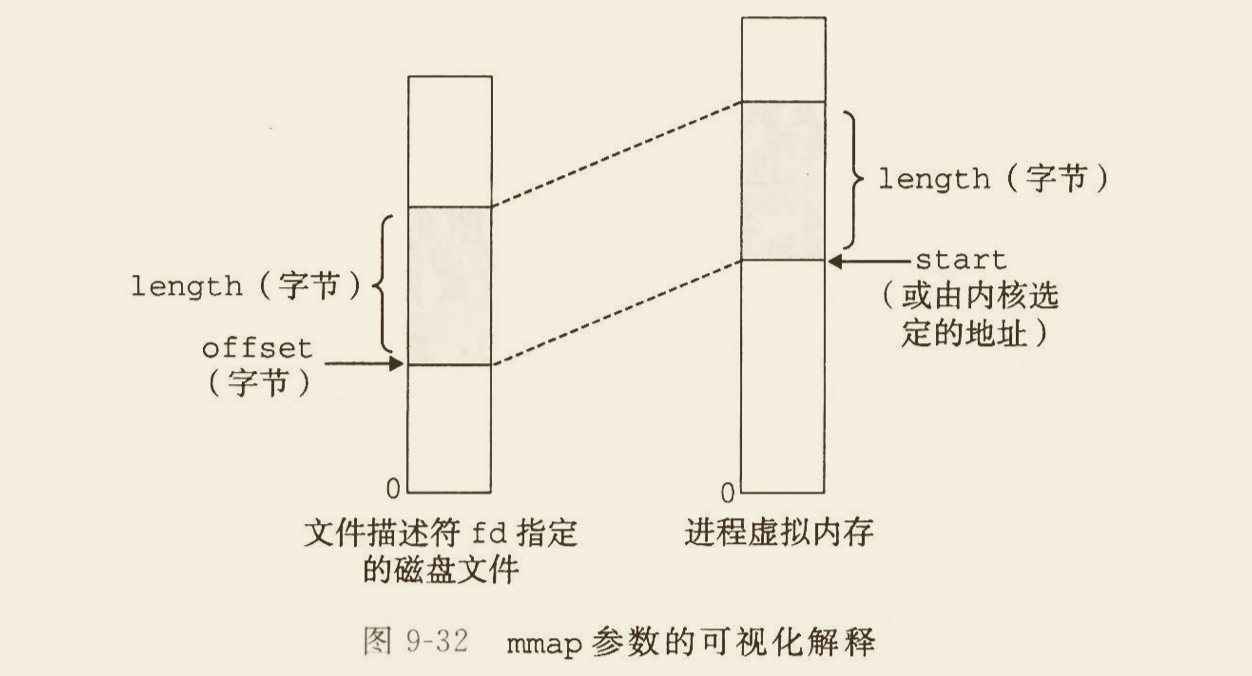 length（字节）
length（字节）
start
（或由内核选
定的地址）
offset
（字节）
0
0
文件描述符 fd 指定
的磁盘文件
进程虚拟内存
图 9-32 mmap 参数的可视化解释